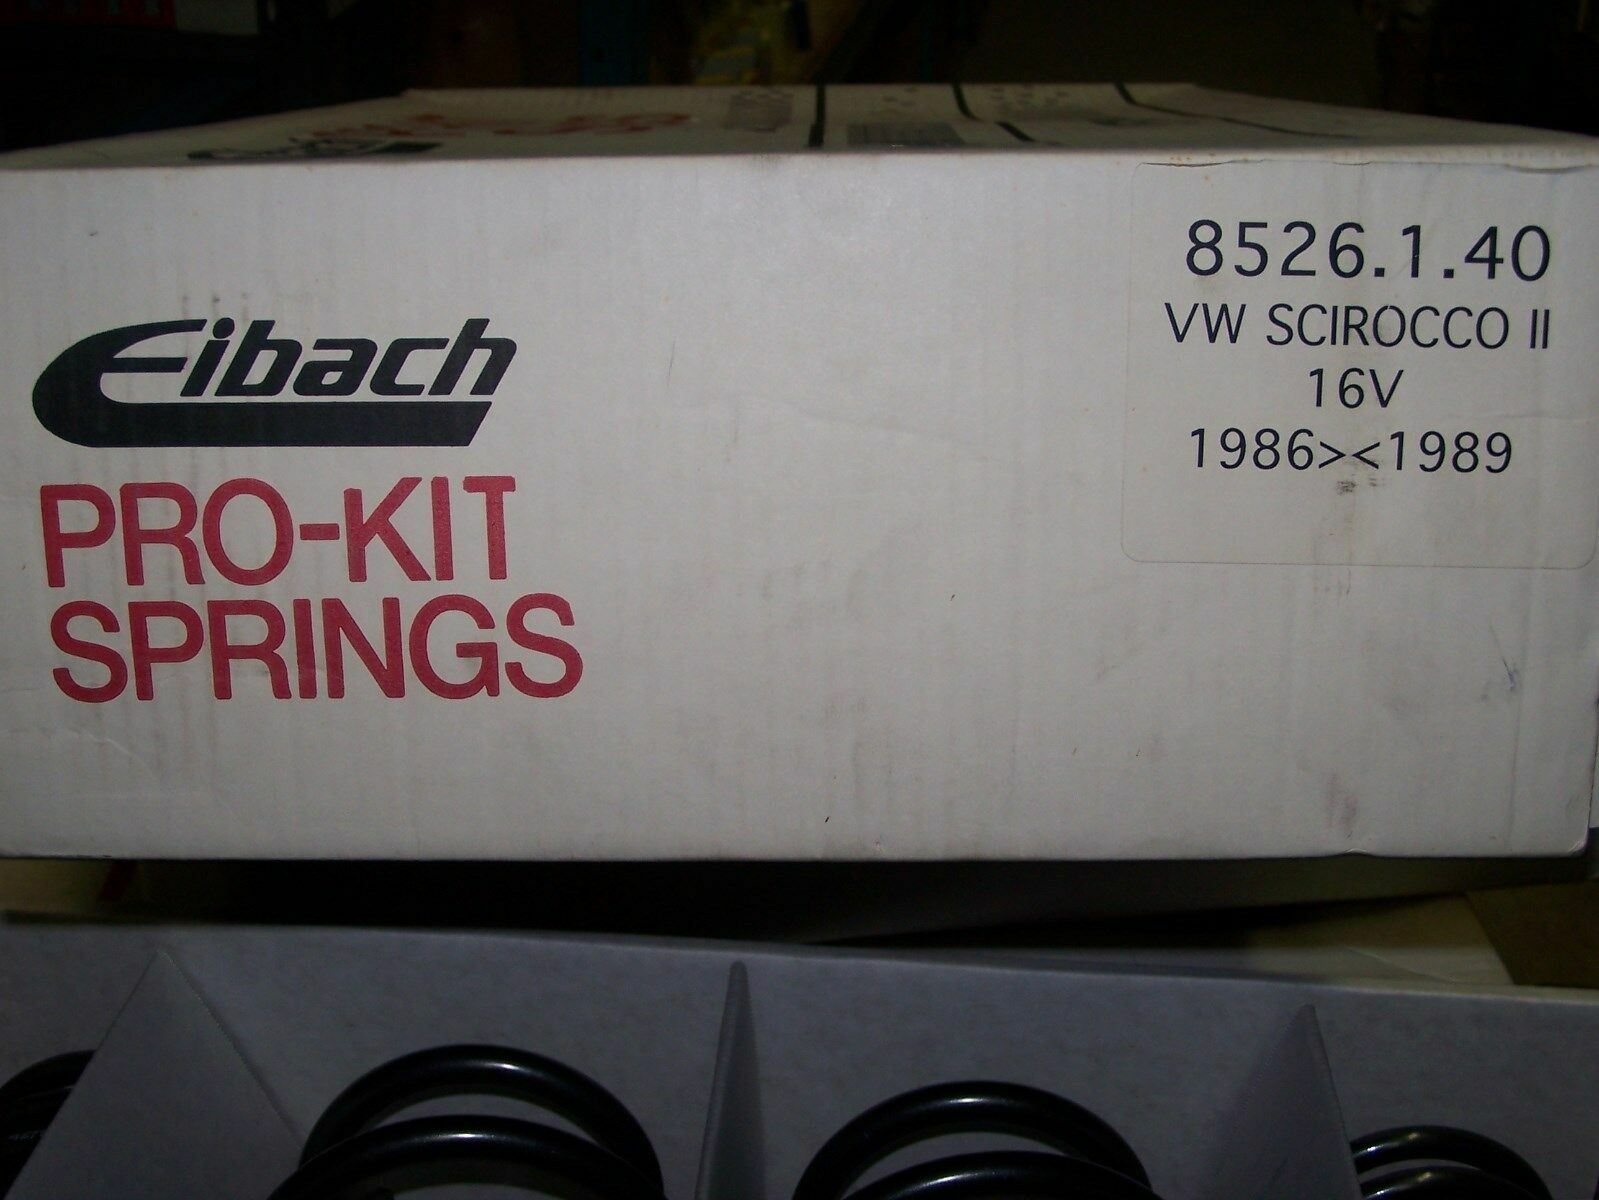 Eibach
PRO-KIT
SPRINGS
8526.1.40
VW SCIROCCO II
16V
1986><1989